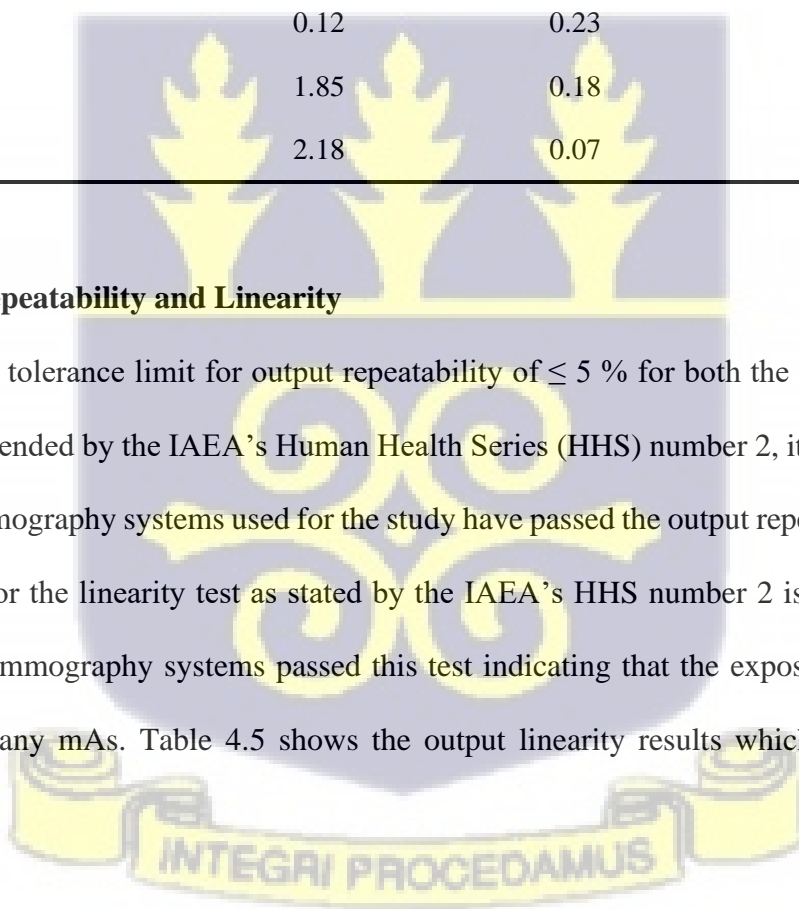 0.12 0.23
1.85 0.18
2.18 0.07
peatability and Linearity
tolerance limit for output repeatability of ≤ 5 % for both the
ended by the IAEA’s Human Health Series (HHS) number 2, it
mography systems used for the study have passed the output repe
or the linearity test as stated by the IAEA’s HHS number 2 is
mmography systems passed this test indicating that the expos
any mAs. Table 4.5 shows the output linearity results which
INTEGRI PROCEDAMUS